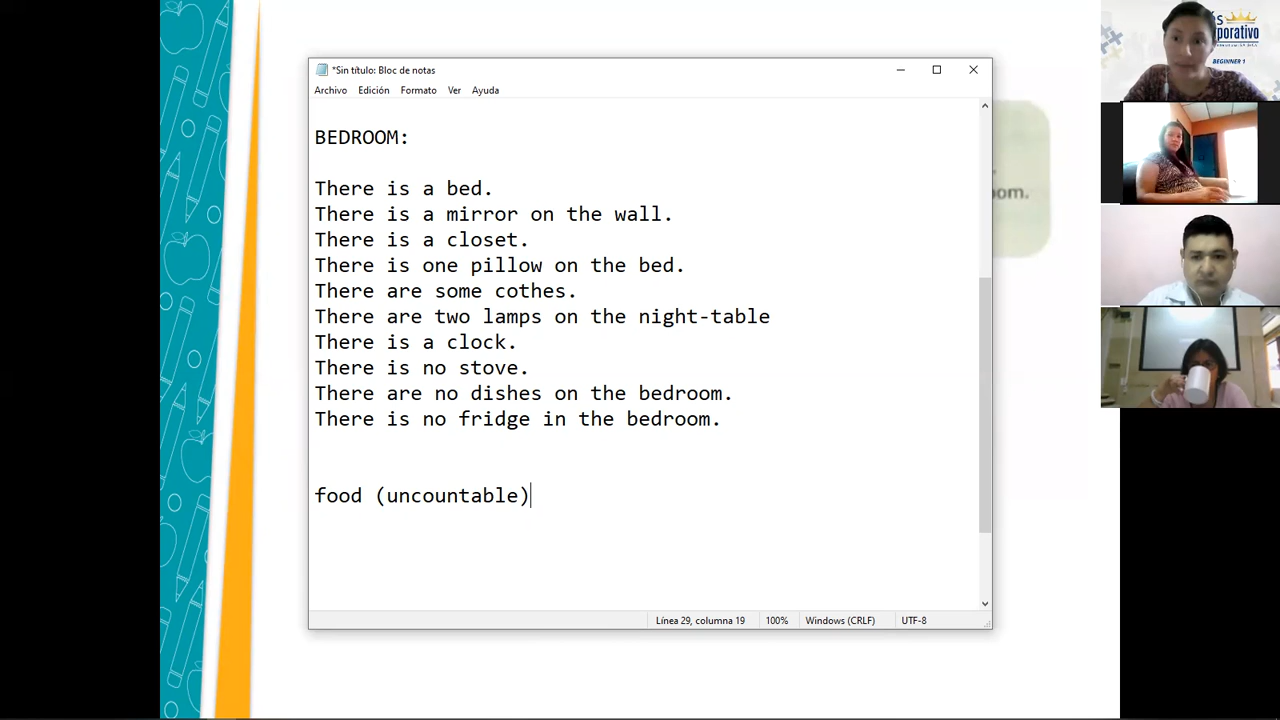 *Sin título: Bloc de notas
Archivo Edición Formato Ver Ayuda
BEDROOM:
There is a bed.
There is a mirror on the wall.
There is a closet.
There is one pillow on the bed.
There are some cothes.
There are two lamps on the night-table
There is a clock.
There is no stove.
There are no dishes on the bedroom.
There is no fridge in the bedroom.
food (uncountable)
Línea 29, columna 19 100% Windows (CRLF) UTF-8
oom.
és
porativo
BEGINNER 1